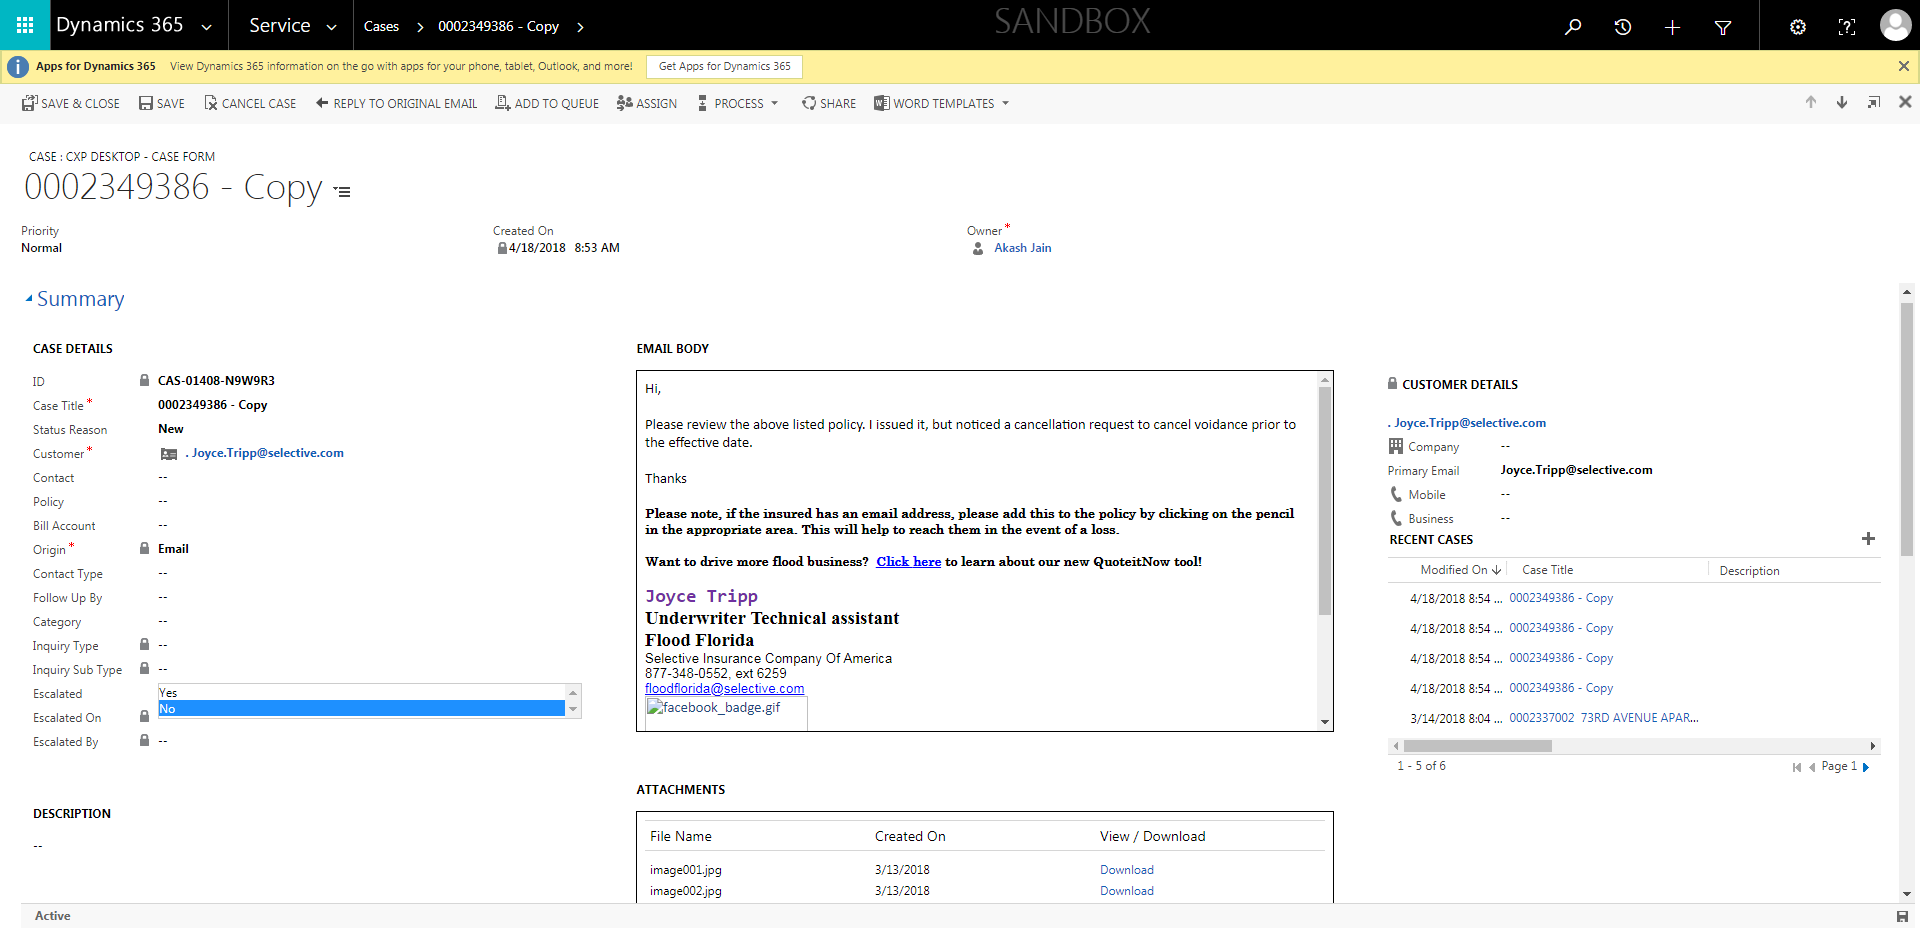 Dynamics 365 Service Cases 0002349386 - Copy SANDBOX
Apps for Dynamics 365 View Dynamics 365 information on the go with apps for your phone, tablet, Outlook, and more! Get Apps for Dynamics 365
SAVE & CLOSE SAVE CANCEL CASE REPLY TO ORIGINAL EMAIL ADD TO QUEUE ASSIGN PROCESS SHARE WORD TEMPLATES
CASE : CXP DESKTOP - CASE FORM
0002349386 - Copy
Priority
Normal
Created On
4/18/2018 8:53 AM
Owner *
Akash Jain
Summary
CASE DETAILS
ID CAS-01408-N9W9R3
Case Title * 0002349386 - Copy
Status Reason New
Customer * . Joyce.Tripp@selective.com
Contact --
Policy --
Bill Account --
Origin * Email
Contact Type --
Follow Up By --
Category --
Inquiry Type --
Inquiry Sub Type --
Escalated Yes
No
Escalated On
Escalated By --
DESCRIPTION
--
EMAIL BODY
Hi,
Please review the above listed policy. I issued it, but noticed a cancellation request to cancel voidance prior to
the effective date.
Thanks
Please note, if the insured has an email address, please add this to the policy by clicking on the pencil
in the appropriate area. This will help to reach them in the event of a loss.
Want to drive more flood business? Click here to learn about our new QuoteitNow tool!
Joyce Tripp
Underwriter Technical assistant
Flood Florida
Selective Insurance Company Of America
877-348-0552, ext 6259
floodflorida@selective.com
facebook_badge.gif
ATTACHMENTS
File Name Created On View / Download
image001.jpg 3/13/2018 Download
image002.jpg 3/13/2018 Download
CUSTOMER DETAILS
. Joyce.Tripp@selective.com
Company --
Primary Email Joyce.Tripp@selective.com
Mobile --
Business --
RECENT CASES
Modified On Case Title Description
4/18/2018 8:54 ... 0002349386 - Copy
4/18/2018 8:54 ... 0002349386 - Copy
4/18/2018 8:54 ... 0002349386 - Copy
4/18/2018 8:54 ... 0002349386 - Copy
3/14/2018 8:04 ... 0002337002 73RD AVENUE APAR...
1 - 5 of 6 Page 1
Active